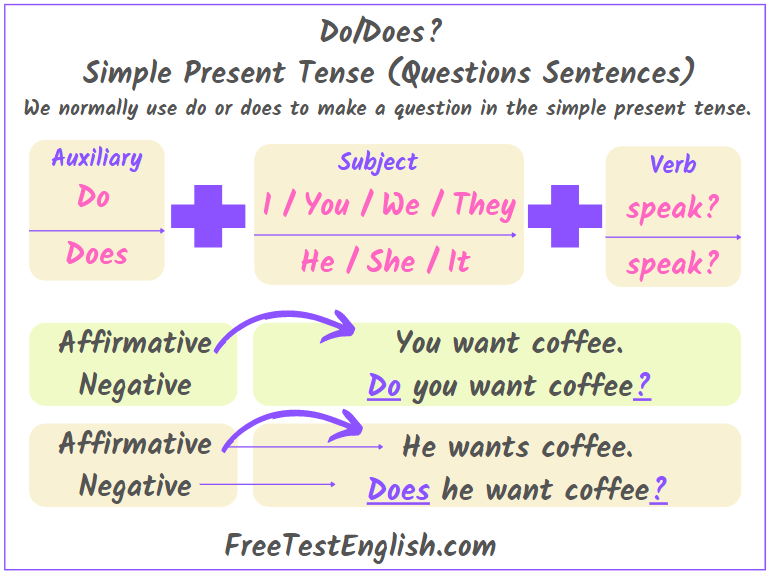 Do/Does?
Simple Present Tense (Questions Sentences)
We normally use do or does to make a question in the simple present tense.
Auxiliary
Do
Does
Subject
I / You / We / They
He / She / It
Verb
speak?
speak?
Affirmative
You want coffee.
Negative
Do you want coffee?
Affirmative
He wants coffee.
Negative
Does he want coffee?
FreeTestEnglish.com